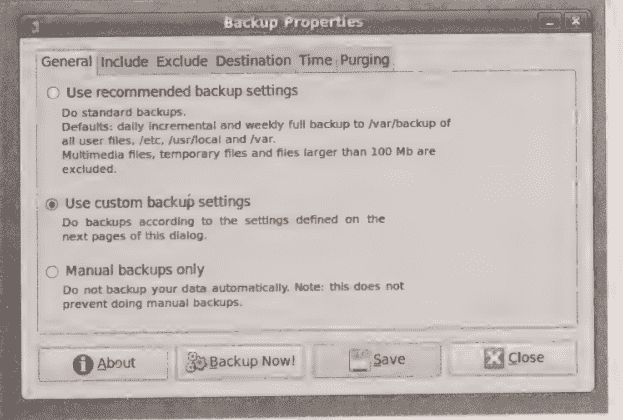 Backup Properties
General Include Exclude Destination Time Purging
Use recommended backup settings
Do standard backups.
Defaults: daily incremental and weekly full backup to /var/backup of
all user files, /etc, /usr/local and /var.
Multimedia files, temporary files and files larger than 100 Mb are
excluded.
Use custom backup settings
Do backups according to the settings defined on the
next pages of this dialog.
Manual backups only
Do not backup your data automatically. Note: this does not
prevent doing manual backups.
About Backup Now! Save Close